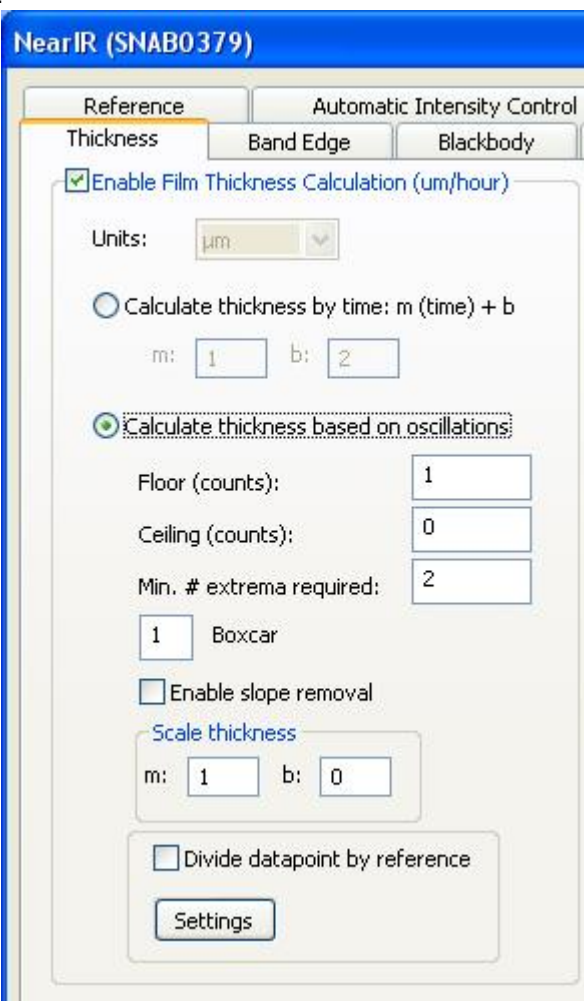 NearIR (SNAB0379)
Reference Automatic Intensity Control
Thickness Band Edge Blackbody
Enable Film Thickness Calculation (um/hour)
Units: µm
Calculate thickness by time: m (time) + b
m: 1 b: 2
Calculate thickness based on oscillations
Floor (counts): 1
Ceiling (counts): 0
Min. # extrema required: 2
1 Boxcar
Enable slope removal
Scale thickness
m: 1 b: 0
Divide datapoint by reference
Settings